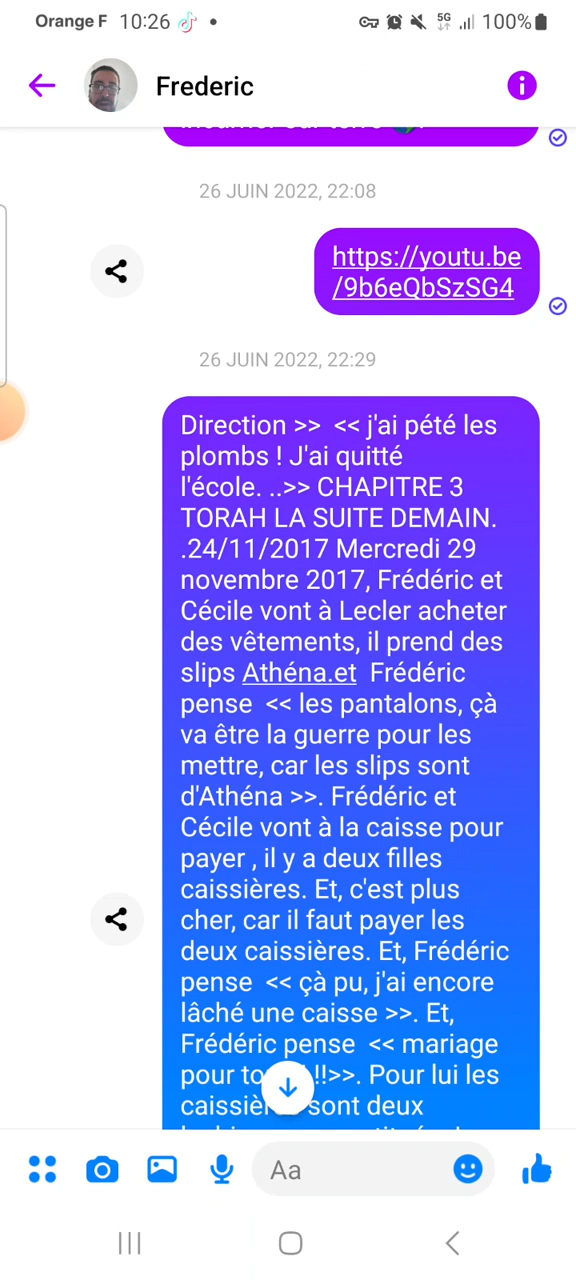 Orange F 10:26
5G 100%
Frederic
26 JUIN 2022, 22:08
https://youtu.be
/9b6eQbSzSG4
26 JUIN 2022, 22:29
Direction >> << j'ai pété les
plombs ! J'ai quitté
l'école. ..>> CHAPITRE 3
TORAH LA SUITE DEMAIN.
.24/11/2017 Mercredi 29
novembre 2017, Frédéric et
Cécile vont à Lecler acheter
des vêtements, il prend des
slips Athéna.et Frédéric
pense << les pantalons, çà
va être la guerre pour les
mettre, car les slips sont
d'Athéna >>. Frédéric et
Cécile vont à la caisse pour
payer , il y a deux filles
caissières. Et, c'est plus
cher, car il faut payer les
deux caissières. Et, Frédéric
pense << çà pu, j'ai encore
lâché une caisse >>. Et,
Frédéric pense << mariage
pour !!>>. Pour lui les
sont deux
Aa